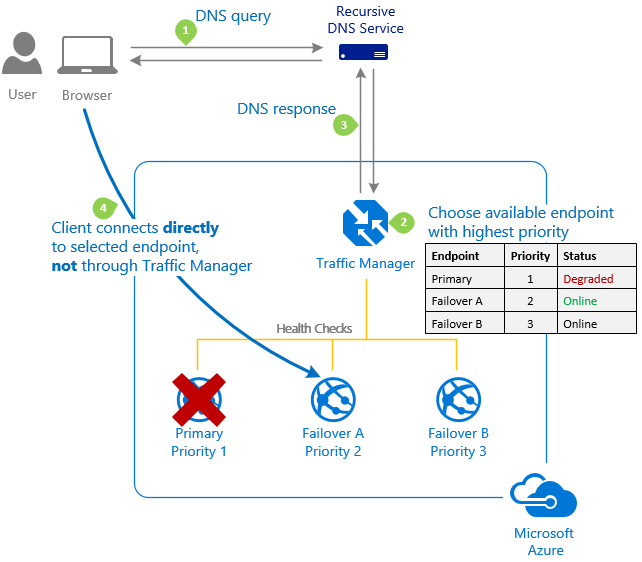 DNS query
1
Recursive
DNS Service
User
Browser
DNS response
3
4
Client connects directly
to selected endpoint,
not through Traffic Manager
2
Traffic Manager
Choose available endpoint
with highest priority
Endpoint Priority Status
Primary 1 Degraded
Failover A 2 Online
Failover B 3 Online
Health Checks
Primary
Priority 1
Failover A
Priority 2
Failover B
Priority 3
Microsoft
Azure